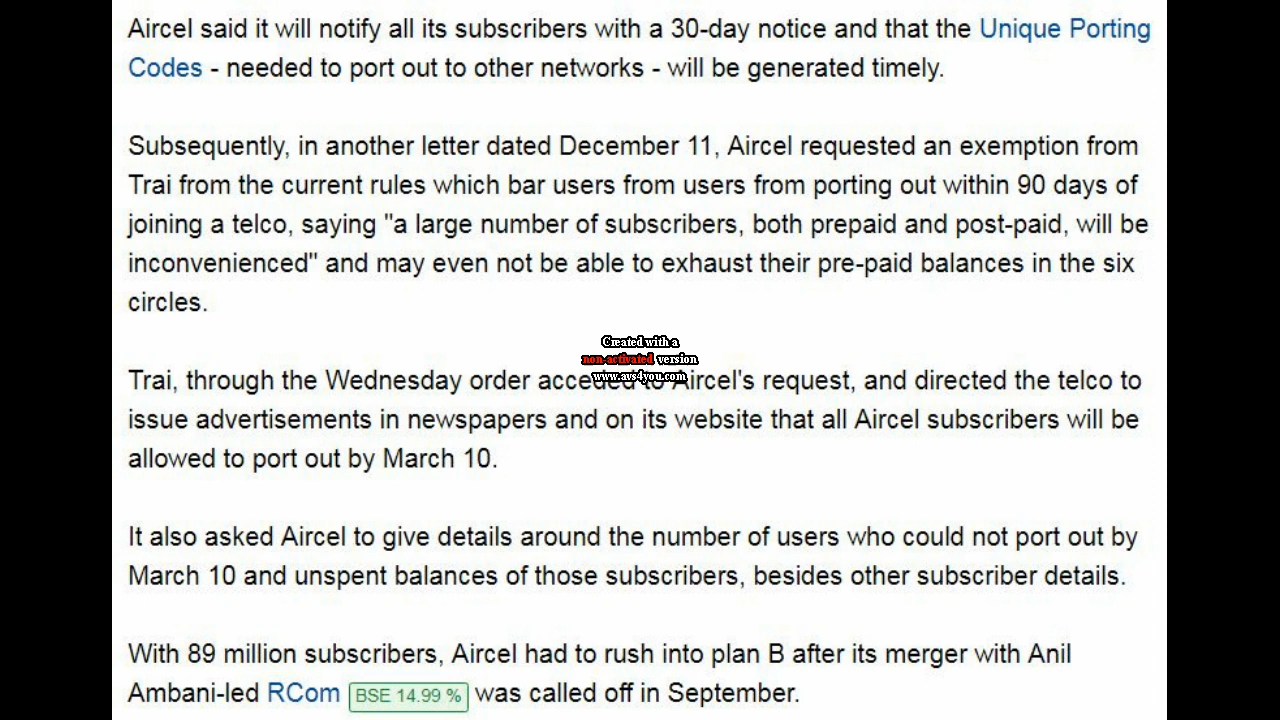 Aircel said it will notify all its subscribers with a 30-day notice and that the Unique Porting
Codes - needed to port out to other networks - will be generated timely.
Subsequently, in another letter dated December 11, Aircel requested an exemption from
Trai from the current rules which bar users from users from porting out within 90 days of
joining a telco, saying "a large number of subscribers, both prepaid and post-paid, will be
inconvenienced" and may even not be able to exhaust their pre-paid balances in the six
circles.
Created with a
non-activated version
www.avs4you.com
Trai, through the Wednesday order acceded to Aircel's request, and directed the telco to
issue advertisements in newspapers and on its website that all Aircel subscribers will be
allowed to port out by March 10.
It also asked Aircel to give details around the number of users who could not port out by
March 10 and unspent balances of those subscribers, besides other subscriber details.
With 89 million subscribers, Aircel had to rush into plan B after its merger with Anil
Ambani-led RCom BSE 14.99 % was called off in September.